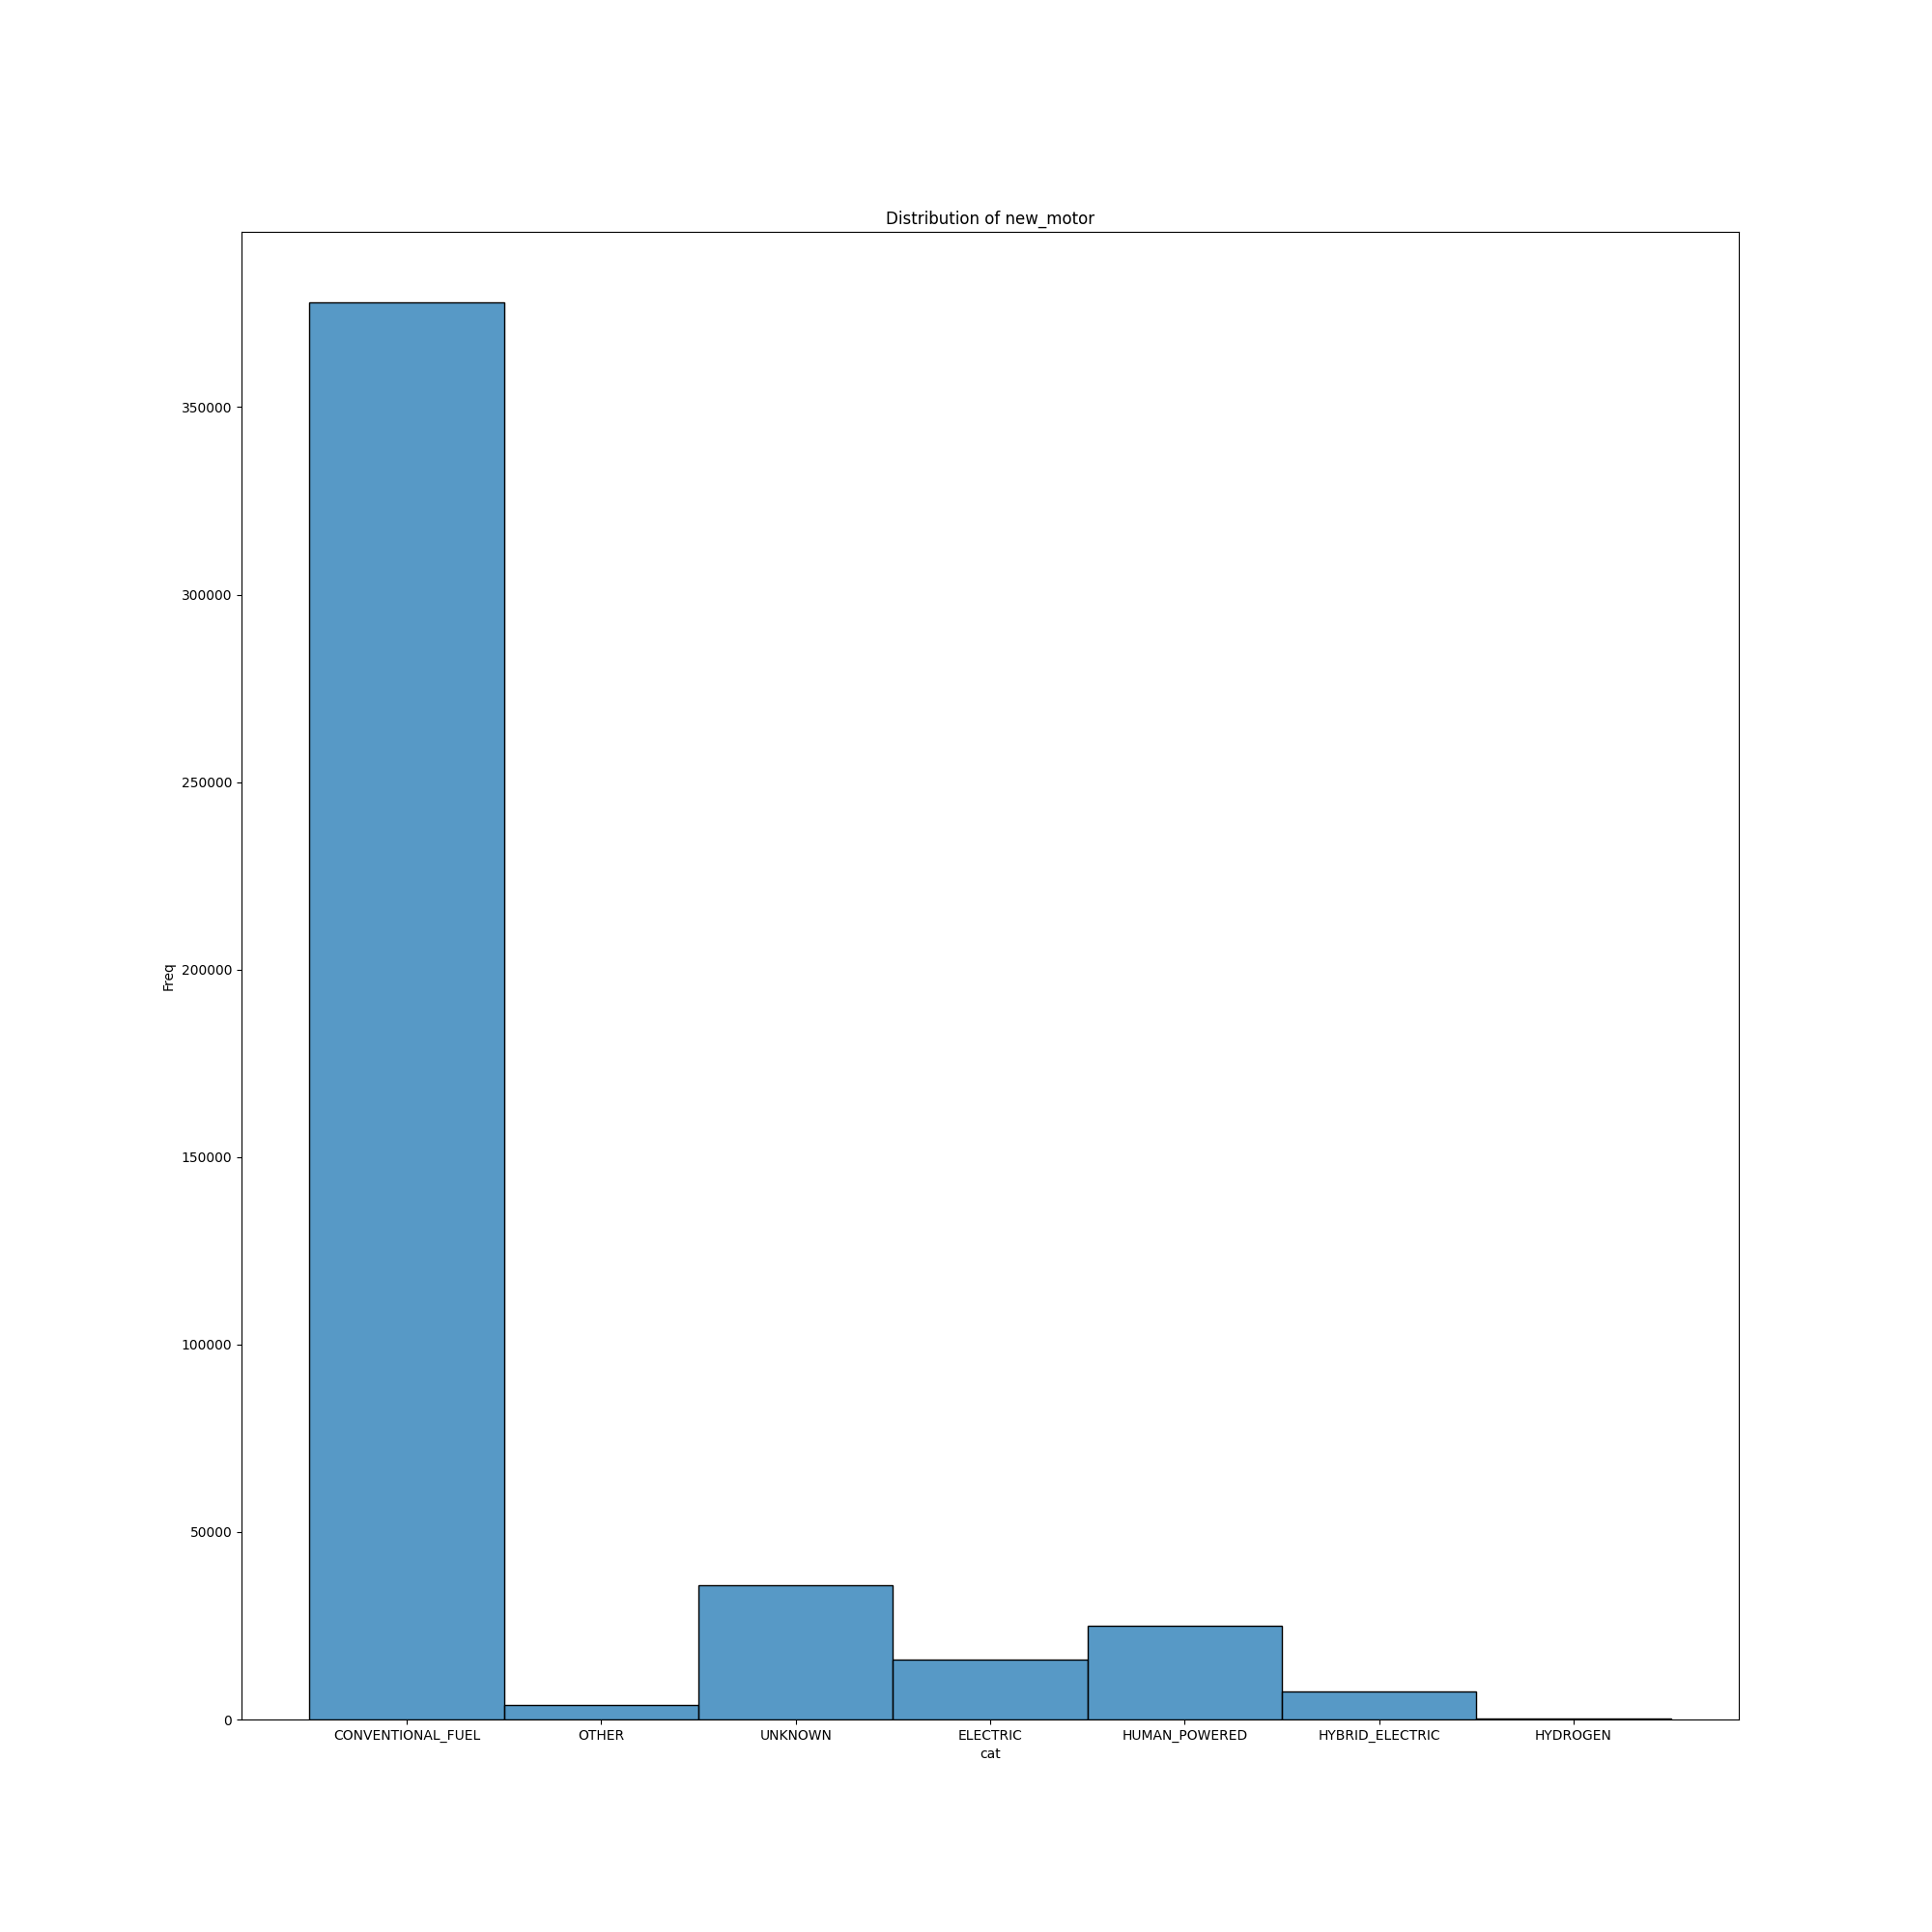 Distribution of new_motor
350000
300000
250000
200000
150000
100000
50000
0
Freq
CONVENTIONAL_FUEL OTHER UNKNOWN ELECTRIC HUMAN_POWERED HYBRID_ELECTRIC HYDROGEN
cat